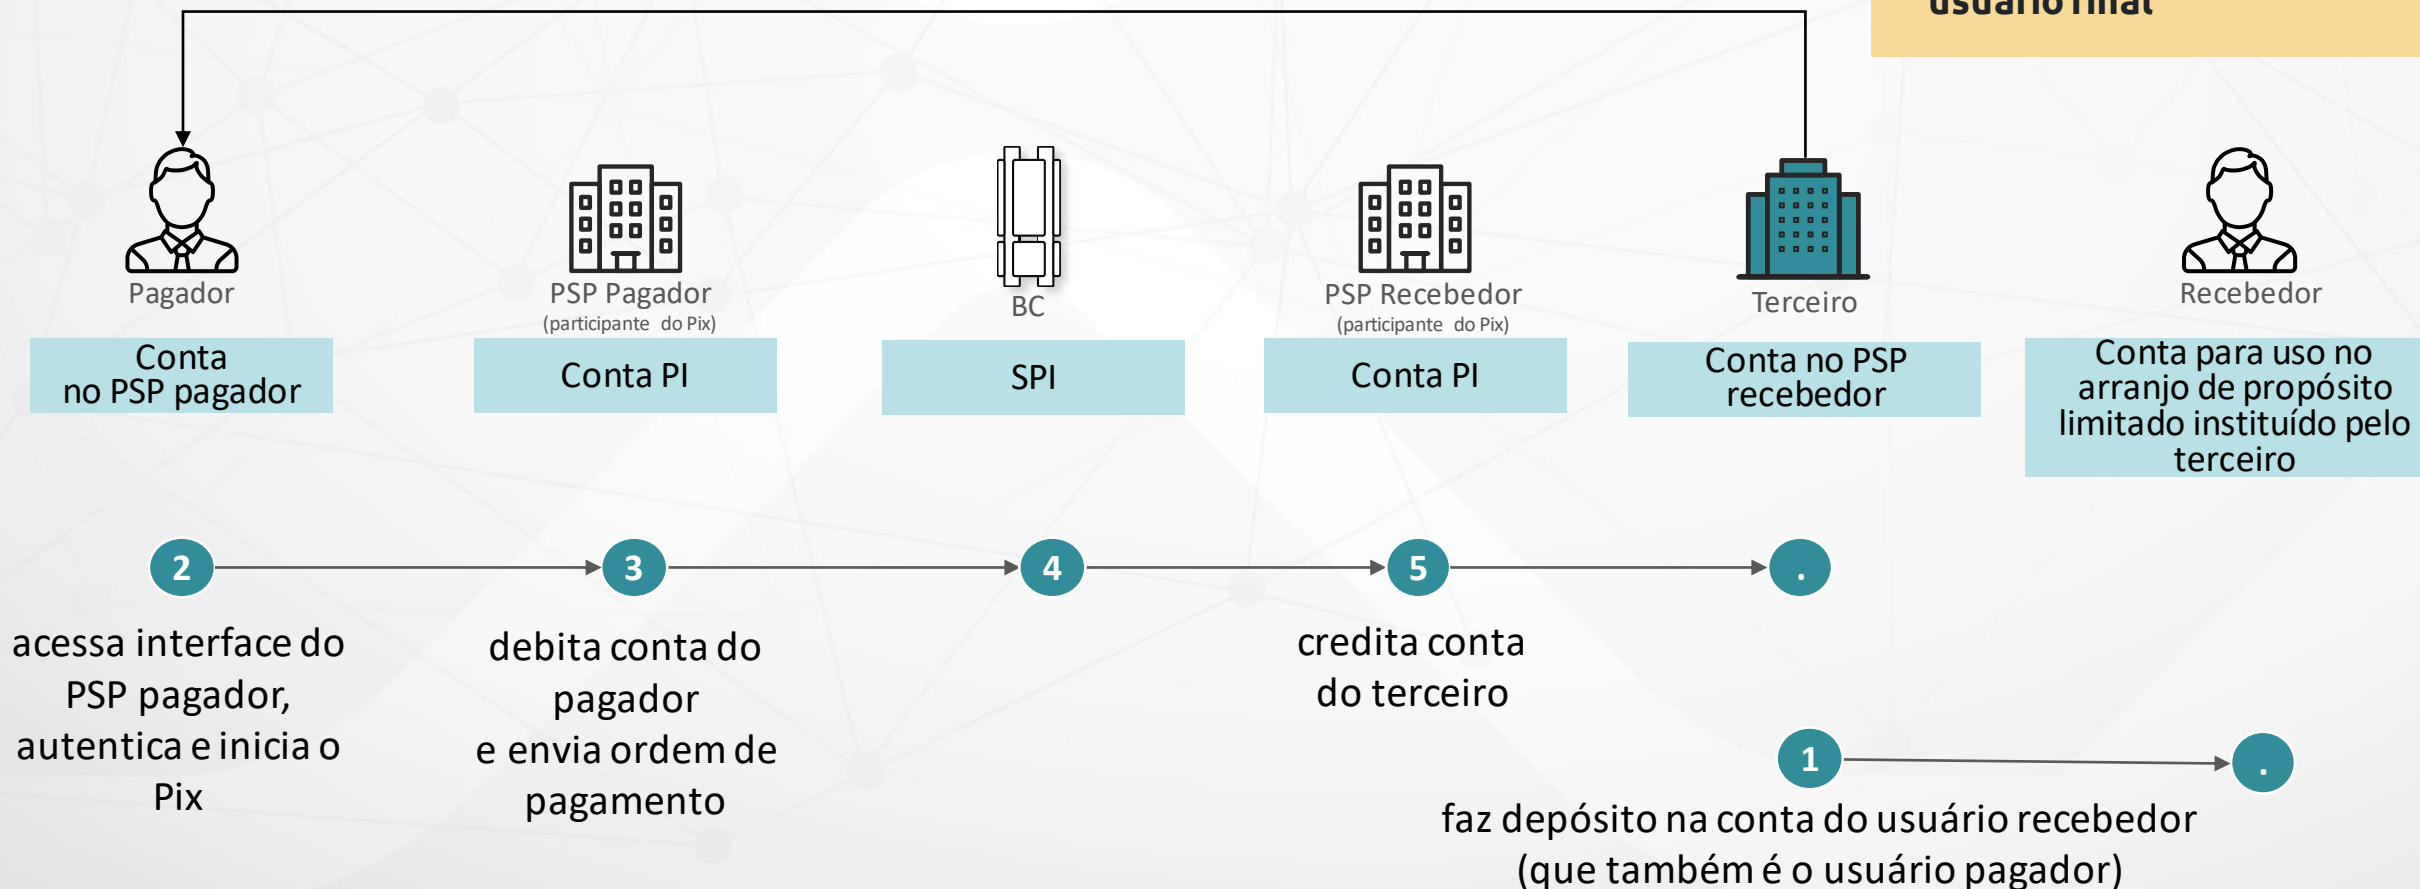 usuário final
Pagador
PSP Pagador
(participante do Pix)
BC
PSP Recebedor
(participante do Pix)
Terceiro
Recebedor
Conta
no PSP pagador
Conta PI
SPI
Conta PI
Conta no PSP
recebedor
Conta para uso no
arranjo de propósito
limitado instituído pelo
terceiro
2
3
4
5
.
acessa interface do
PSP pagador,
autentica e inicia o
Pix
debita conta do
pagador
e envia ordem de
pagamento
credita conta
do terceiro
1
.
faz depósito na conta do usuário recebedor
(que também é o usuário pagador)